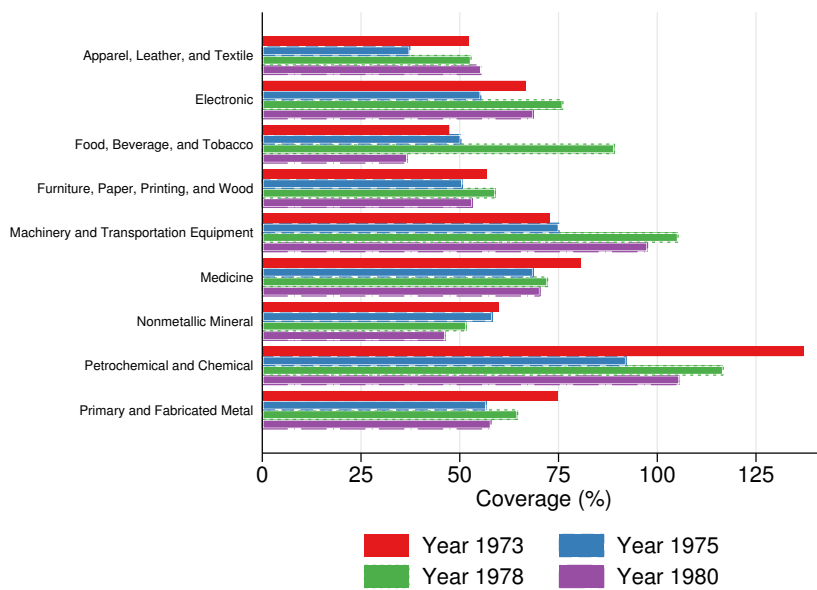 Apparel, Leather, and Textile
Electronic
Food, Beverage, and Tobacco
Furniture, Paper, Printing, and Wood
Machinery and Transportation Equipment
Medicine
Nonmetallic Mineral
Petrochemical and Chemical
Primary and Fabricated Metal
0 25 50 75 100 125
Coverage (%)
Year 1973 Year 1975
Year 1978 Year 1980